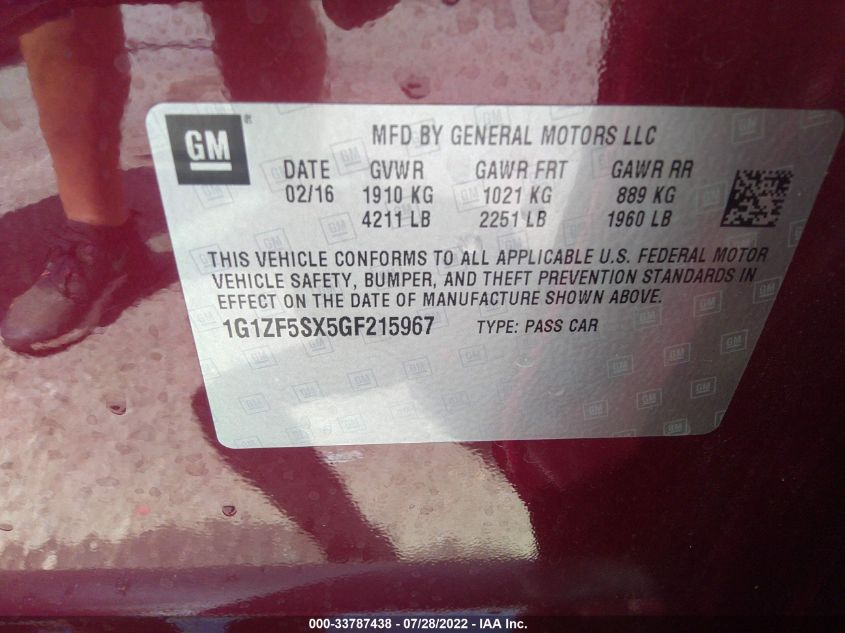 GM ®
MFD BY GENERAL MOTORS LLC
DATE GVWR GAWR FRT GAWR RR
02/16 1910 KG 1021 KG 889 KG
4211 LB 2251 LB 1960 LB
THIS VEHICLE CONFORMS TO ALL APPLICABLE U.S. FEDERAL MOTOR
VEHICLE SAFETY, BUMPER, AND THEFT PREVENTION STANDARDS IN
EFFECT ON THE DATE OF MANUFACTURE SHOWN ABOVE.
1G1ZF5SX5GF215967 TYPE: PASS CAR
000-33787438 - 07/28/2022 - IAA Inc.